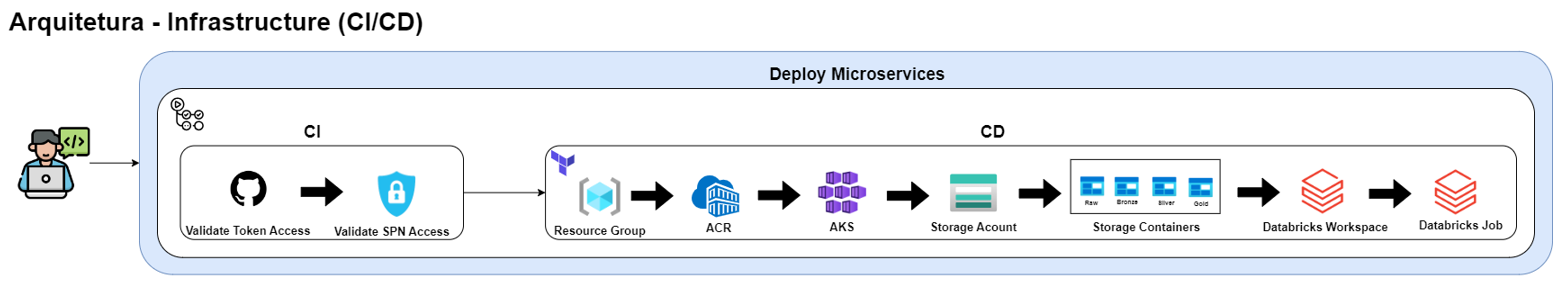 Arquitetura - Infrastructure (CI/CD)
Deploy Microservices
CI
CD
Validate Token Access
Validate SPN Access
Resource Group
ACR
AKS
Storage Acount
Raw
Bronze
Silver
Gold
Storage Containers
Databricks Workspace
Databricks Job